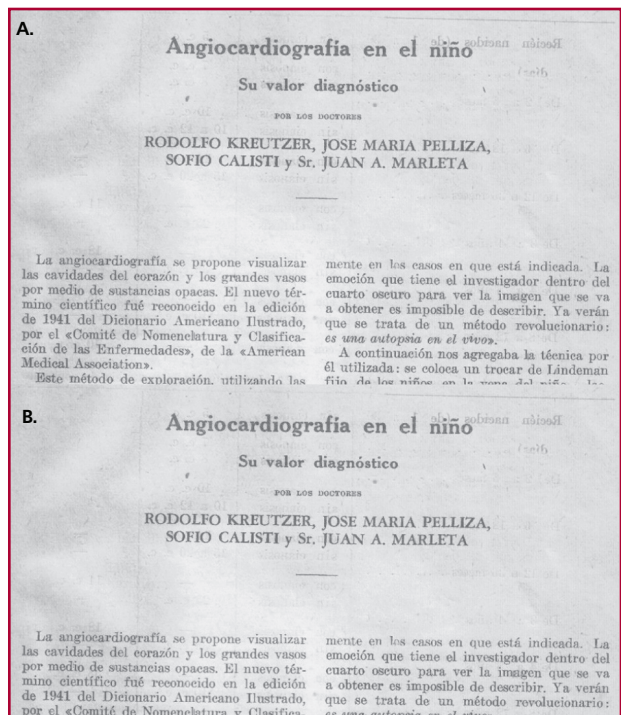 A.
Angiocardiografía en el niño
Su valor diagnóstico
POR LOS DOCTORES
RODOLFO KREUTZER, JOSE MARIA PELLIZA,
SOFIO CALISTI y Sr. JUAN A. MARLETA
La angiocardiografía se propone visualizar
las cavidades del corazón y los grandes vasos
por medio de sustancias opacas. El nuevo tér-
mino científico fué reconocido en la edición
de 1941 del Dicionario Americano Ilustrado,
por el «Comité de Nomenclatura y Clasifica-
ción de las Enfermedades», de la «American
Medical Association».
Este método de exploración, utilizando las
mente en los casos en que está indicada. La
emoción que tiene el investigador dentro del
cuarto oscuro para ver la imagen que se va
a obtener es imposible de describir. Ya verán
que se trata de un método revolucionario:
es una autopsia en el vivo».
A continuación nos agregaba la técnica por
él utilizada: se coloca un trocar de Lindeman
B.
Angiocardiografía en el niño
Su valor diagnóstico
POR LOS DOCTORES
RODOLFO KREUTZER, JOSE MARIA PELLIZA,
SOFIO CALISTI y Sr. JUAN A. MARLETA
La angiocardiografía se propone visualizar
las cavidades del corazón y los grandes vasos
por medio de sustancias opacas. El nuevo tér-
mino científico fué reconocido en la edición
de 1941 del Dicionario Americano Ilustrado,
por el «Comité de Nomenclatura y Clasifica-
mente en los casos en que está indicada. La
emoción que tiene el investigador dentro del
cuarto oscuro para ver la imagen que se va
a obtener es imposible de describir. Ya verán
que se trata de un método revolucionario: